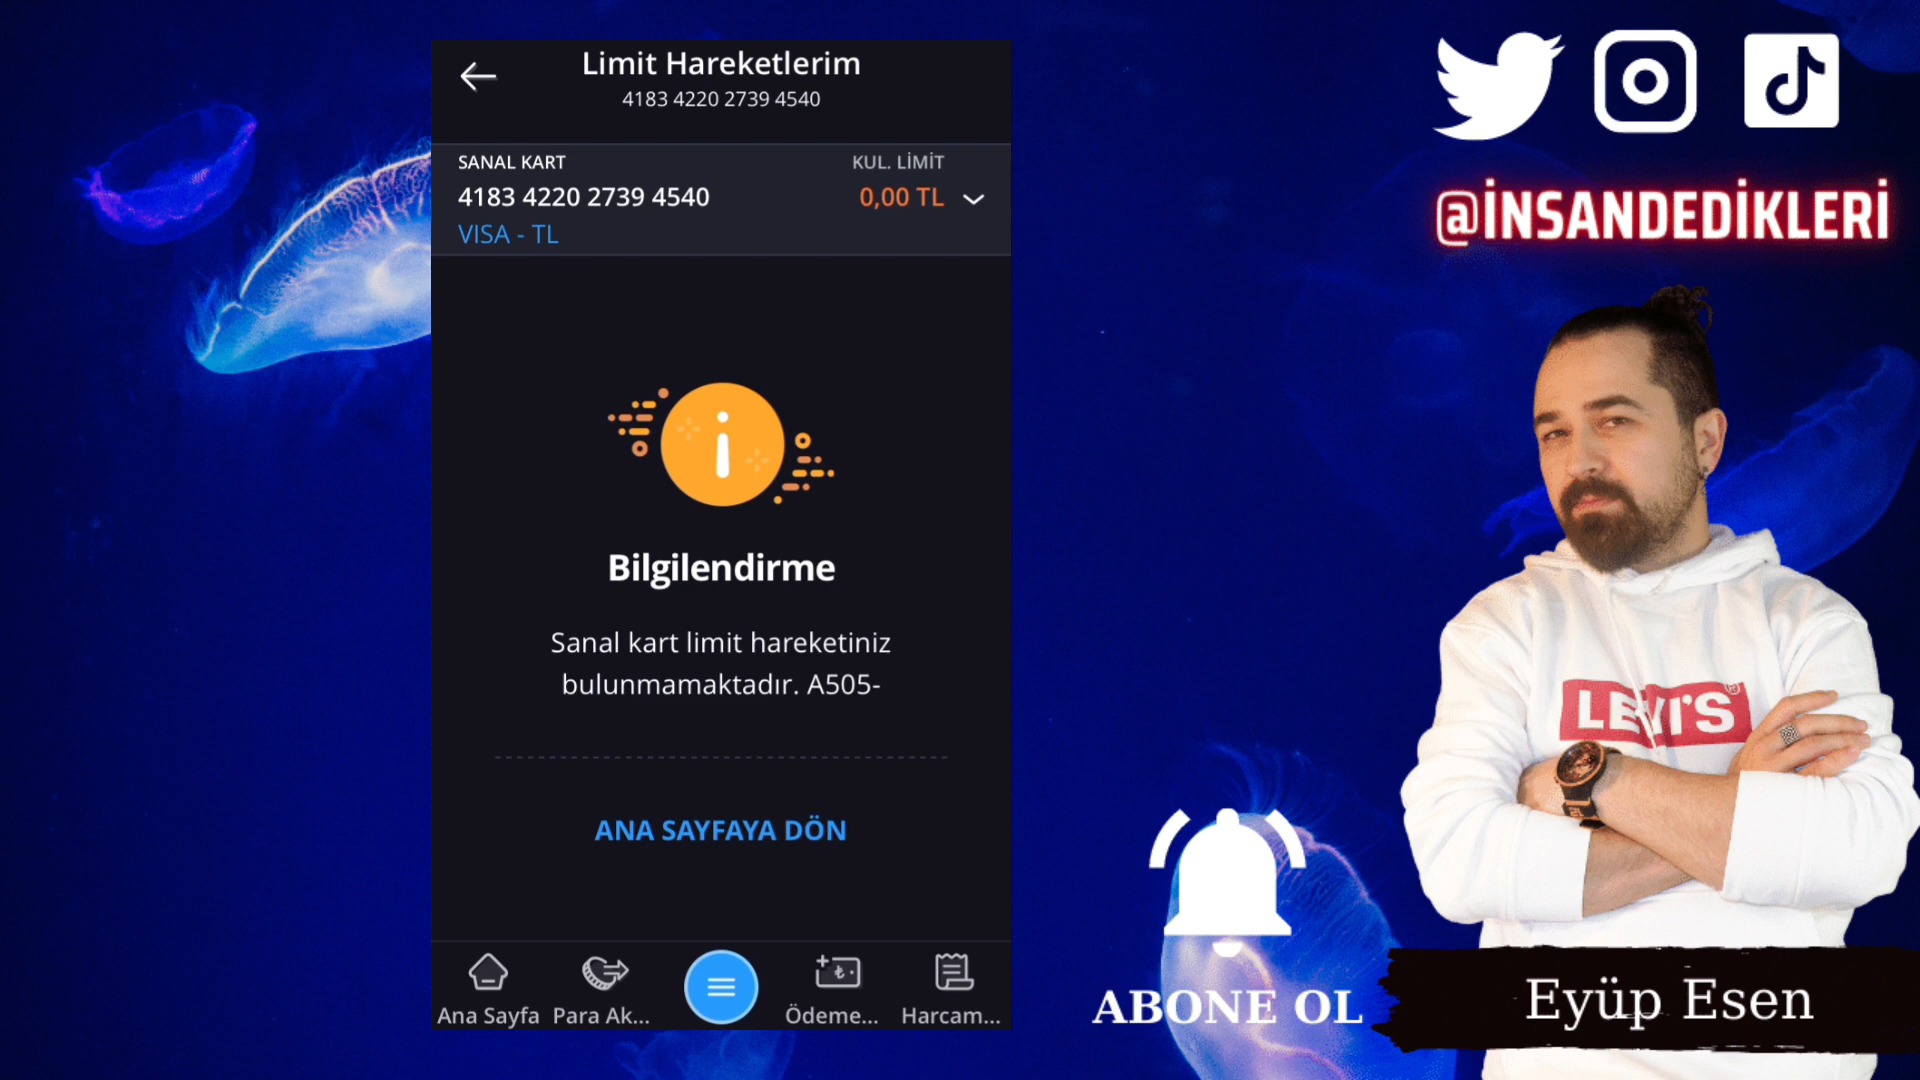 Limit Hareketlerim
4183 4220 2739 4540
SANAL KART
KUL. LİMİT
4183 4220 2739 4540
0,00 TL
VISA - TL
i
Bilgilendirme
Sanal kart limit hareketiniz
bulunmamaktadır. A505-
ANA SAYFAYA DÖN
Ana Sayfa
Para Ak...
Ödeme...
Harcam...
@İNSANDEDİKLERİ
LEVI'S®
ABONE OL
Eyüp Esen